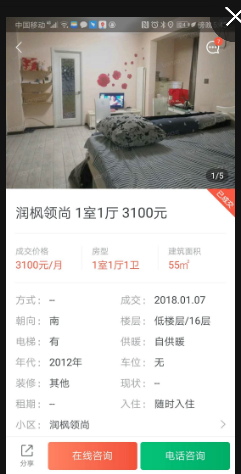 中国移动
1/5
已成交
润枫领尚 1室1厅 3100元
成交价格 房型 建筑面积
3100元/月 1室1厅1卫 55㎡
方式: -- 成交: 2018.01.07
朝向: 南 楼层: 低楼层/16层
电梯: 有 供暖: 自供暖
年代: 2012年 车位: 无
装修: 其他 现状: --
租期: -- 入住: 随时入住
小区: 润枫领尚
分享 在线咨询 电话咨询